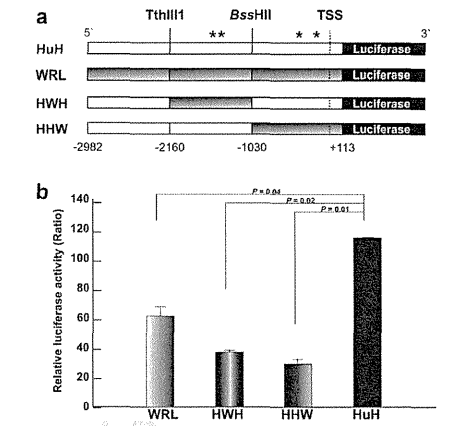 a
TthIII1 BssHII TSS
5` ** * * 3`
HuH Luciferase
WRL Luciferase
HWH Luciferase
HHW Luciferase
-2982 -2160 -1030 +113
b
Relative luciferase activity (Ratio)
140
120
100
80
60
40
20
0
P = 0.04
P = 0.02
P = 0.01
WRL HWH HHW HuH